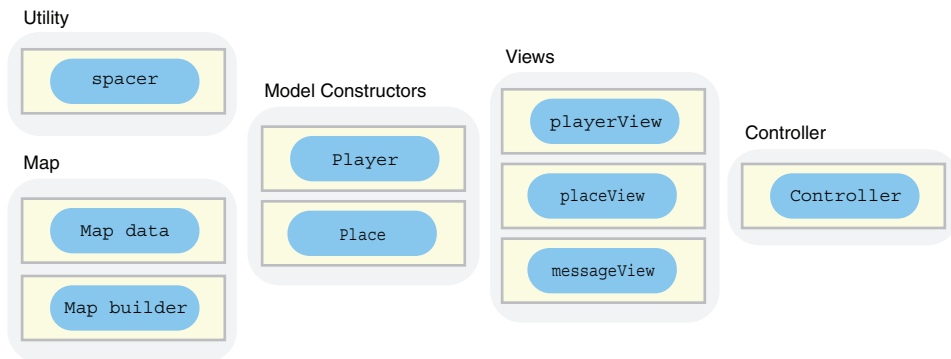 Utility
spacer
Map
Map data
Map builder
Model Constructors
Player
Place
Views
playerView
placeView
messageView
Controller
Controller